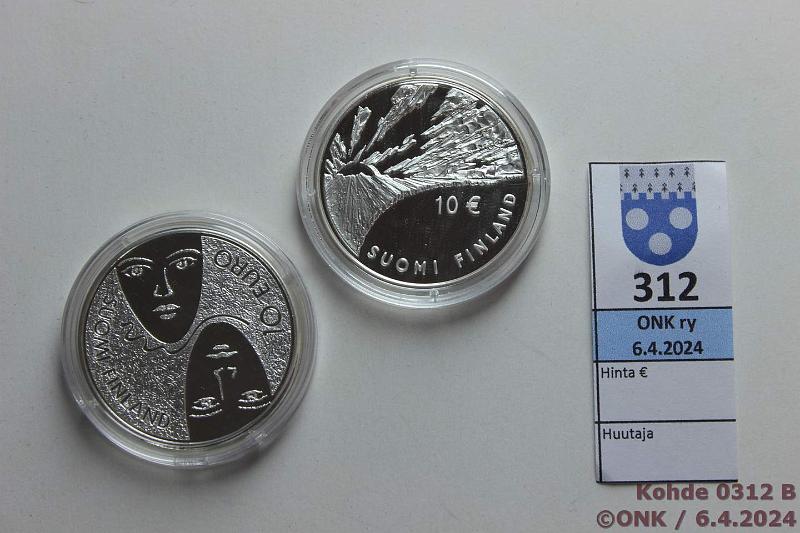 10 €
SUOMI FINLAND
10 EURO
SUOMI FINLAND
312
ONK ry
6.4.2024
Hinta €
Huutaja
Kohde 0312 B
©ONK / 6.4.2024